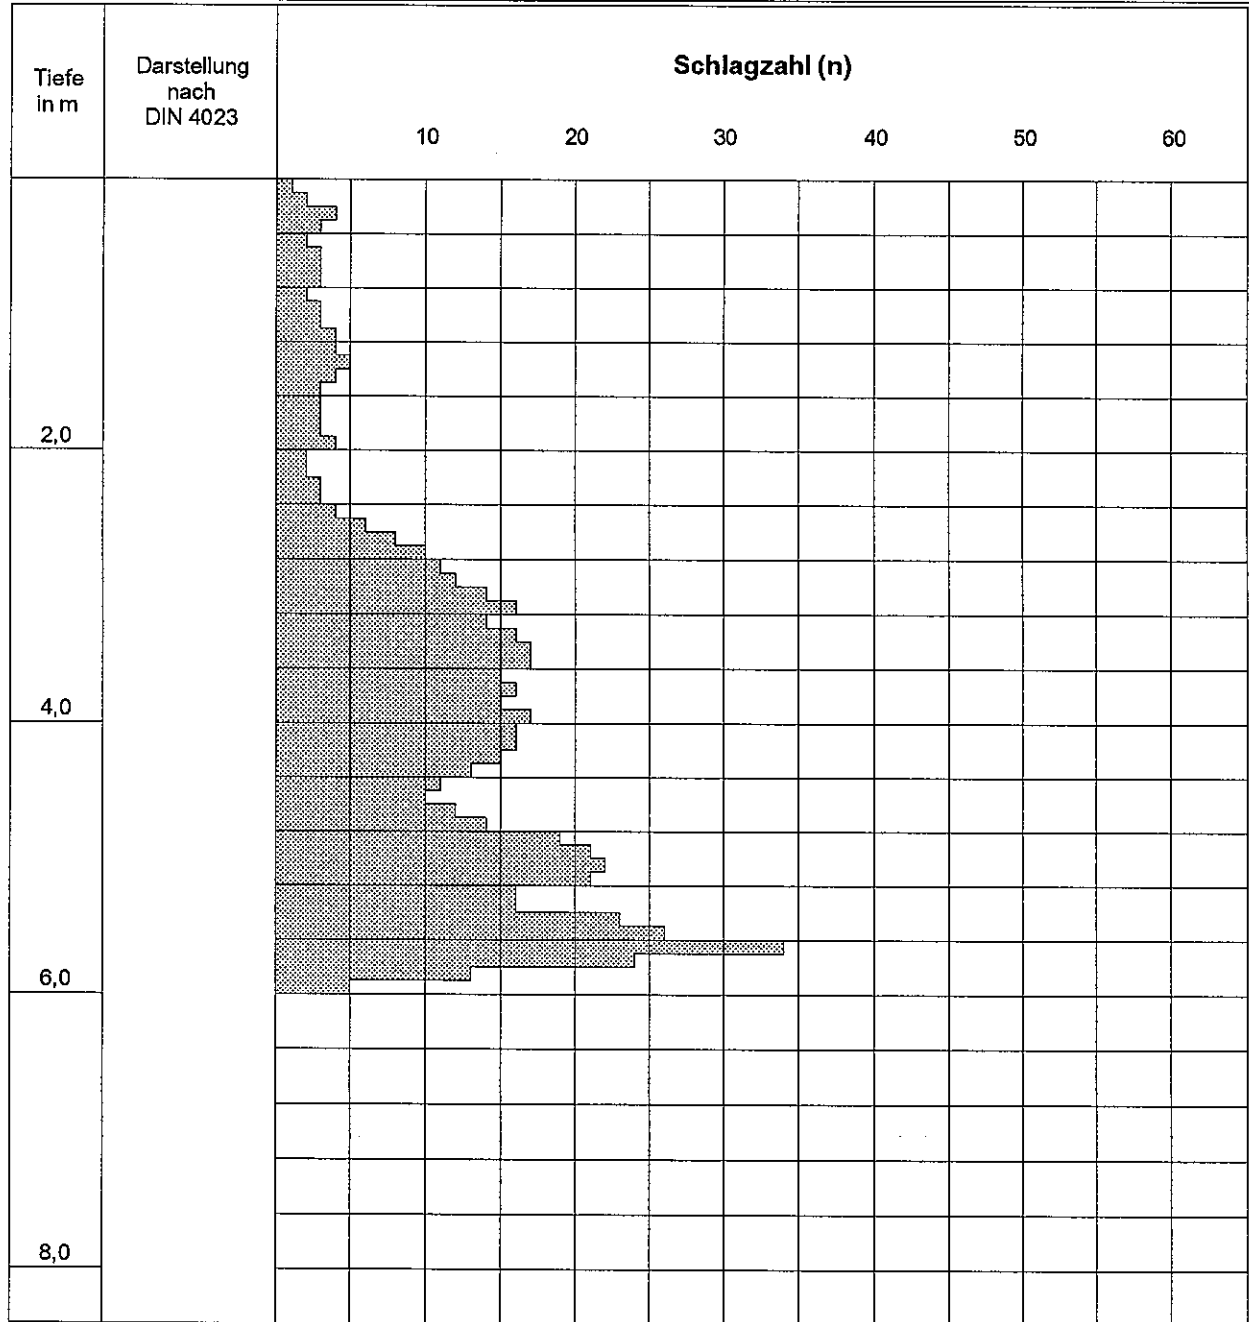 Tiefe
in m
Darstellung
nach
DIN 4023
Schlagzahl (n)
10 20 30 40 50 60
2,0
4,0
6,0
8,0